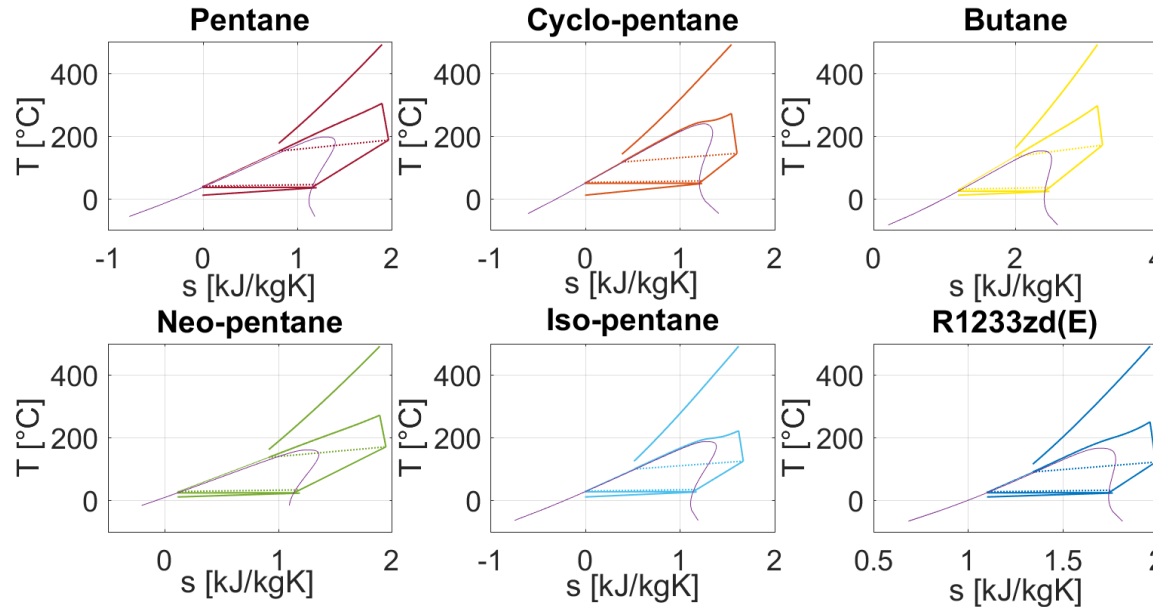 Pentane
Cyclo-pentane
Butane
400
200
0
T [°C]
-1
0
1
2
s [kJ/kgK]
400
200
0
T [°C]
-1
0
1
2
s [kJ/kgK]
400
200
0
T [°C]
0
2
4
s [kJ/kgK]
Neo-pentane
Iso-pentane
R1233zd(E)
400
200
0
T [°C]
0
1
2
s [kJ/kgK]
400
200
0
T [°C]
-1
0
1
2
s [kJ/kgK]
400
200
0
T [°C]
0.5
1
1.5
2
s [kJ/kgK]